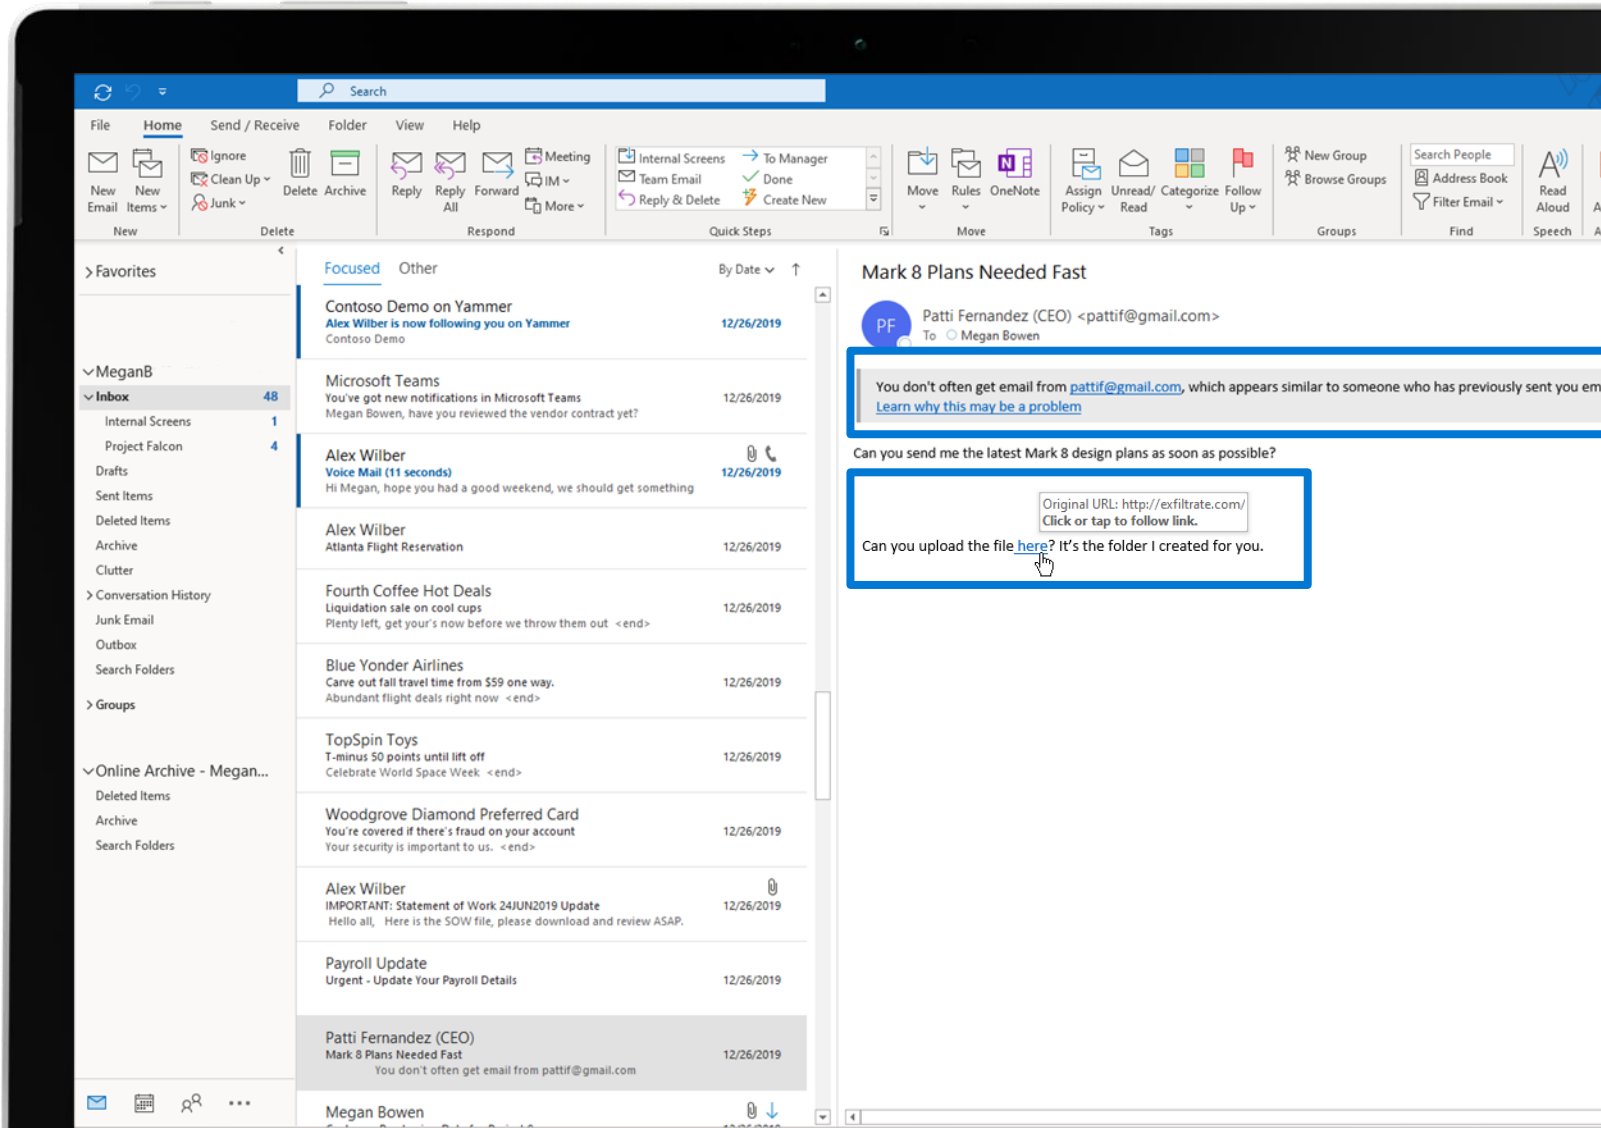 Search
File Home Send / Receive Folder View Help
New Email
New Items
Ignore
Clean Up
Junk
Delete
Archive
Reply
Reply All
Forward
Meeting
IM
More
Internal Screens
Team Email
Reply & Delete
To Manager
Done
Create New
Move
Rules
OneNote
Assign Policy
Unread/ Read
Categorize
Follow Up
New Group
Browse Groups
Search People
Address Book
Filter Email
A
Read Aloud
New Delete Respond Quick Steps Move Tags Groups Find Speech
Favorites
MeganB
Inbox 48
Internal Screens 1
Project Falcon 4
Drafts
Sent Items
Deleted Items
Archive
Clutter
Conversation History
Junk Email
Outbox
Search Folders
Groups
Online Archive - Megan...
Deleted Items
Archive
Search Folders
Focused Other By Date
Contoso Demo on Yammer
Alex Wilber is now following you on Yammer 12/26/2019
Contoso Demo
Microsoft Teams
You've got new notifications in Microsoft Teams 12/26/2019
Megan Bowen, have you reviewed the vendor contract yet?
Alex Wilber
Voice Mail (11 seconds) 12/26/2019
Hi Megan, hope you had a good weekend, we should get something
Alex Wilber
Atlanta Flight Reservation 12/26/2019
Fourth Coffee Hot Deals
Liquidation sale on cool cups 12/26/2019
Plenty left, get your's now before we throw them out <end>
Blue Yonder Airlines
Carve out fall travel time from $59 one way. 12/26/2019
Abundant flight deals right now <end>
TopSpin Toys
T-minus 50 points until lift off 12/26/2019
Celebrate World Space Week <end>
Woodgrove Diamond Preferred Card
You're covered if there's fraud on your account 12/26/2019
Your security is important to us. <end>
Alex Wilber
IMPORTANT: Statement of Work 24JUN2019 Update 12/26/2019
Hello all, Here is the SOW file, please download and review ASAP.
Payroll Update
Urgent - Update Your Payroll Details 12/26/2019
Patti Fernandez (CEO)
Mark 8 Plans Needed Fast 12/26/2019
You don't often get email from pattif@gmail.com
Megan Bowen
Mark 8 Plans Needed Fast
PF
Patti Fernandez (CEO) <pattif@gmail.com>
To Megan Bowen
You don't often get email from pattif@gmail.com, which appears similar to someone who has previously sent you em
Learn why this may be a problem
Can you send me the latest Mark 8 design plans as soon as possible?
Original URL: http://exfiltrate.com/
Click or tap to follow link.
Can you upload the file here? It's the folder I created for you.